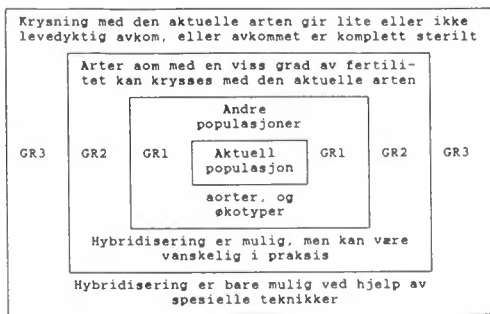 Krysning med den aktuelle arten gir lite eller ikke
levedyktig avkom, eller avkommet er komplett sterilt
Arter aom med en viss grad av fertili-
tet kan krysses med den aktuelle arten
Andre
populasjoner
GR3 GR2 GR1 Aktuell GR1 GR2 GR3
populasjon
aorter, og
økotyper
Hybridisering er mulig, men kan være
vanskelig i praksis
Hybridisering er bare mulig ved hjelp av
spesielle teknikker